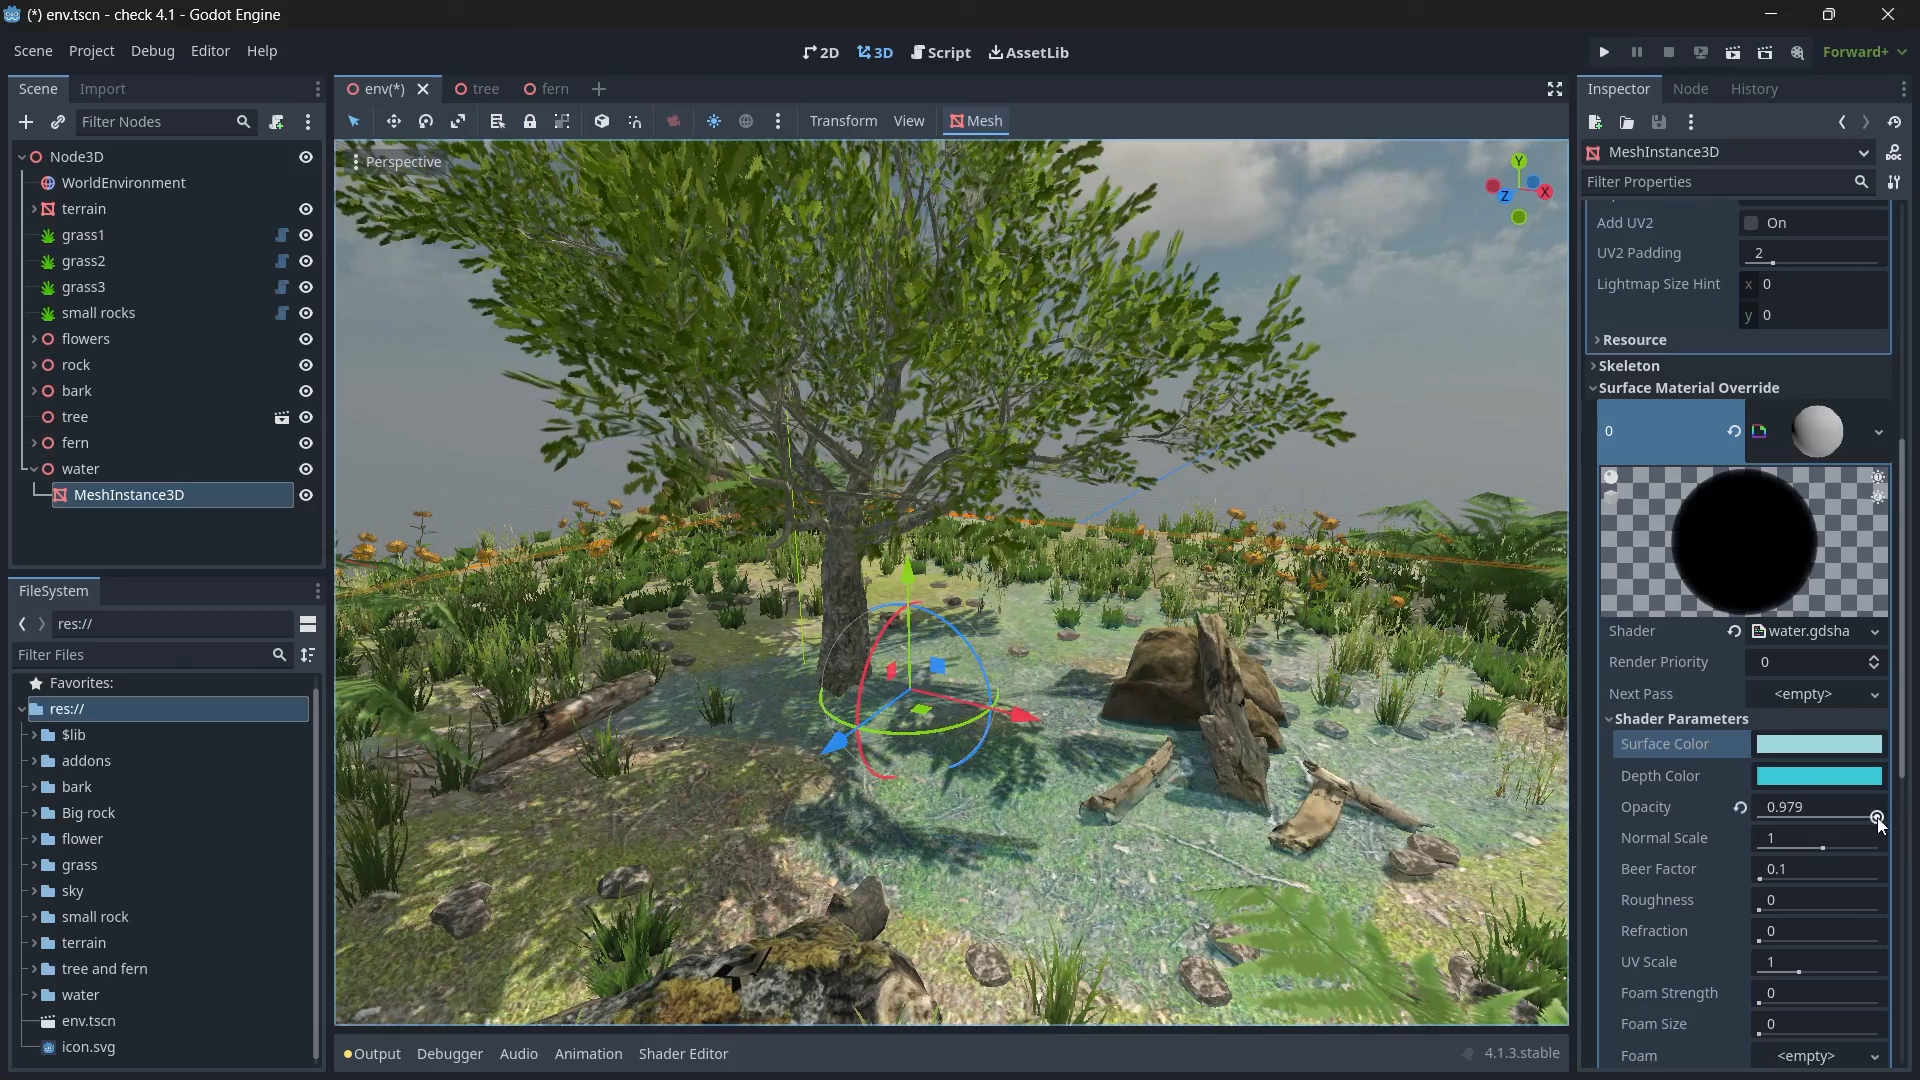 (*) env.tscn - check 4.1 - Godot Engine
Scene Project Debug Editor Help
2D 3D Script AssetLib
Forward+
Scene Import
Filter Nodes
Node3D
WorldEnvironment
terrain
grass1
grass2
grass3
small rocks
flowers
rock
bark
tree
fern
water
MeshInstance3D
FileSystem
res://
Filter Files
Favorites:
res://
$lib
addons
bark
Big rock
flower
grass
sky
small rock
terrain
tree and fern
water
env.tscn
icon.svg
env(*) tree fern
Transform View Mesh
Perspective
Y
Z X
Output Debugger Audio Animation Shader Editor
4.1.3.stable
Inspector Node History
MeshInstance3D
Filter Properties
Add UV2 On
UV2 Padding 2
Lightmap Size Hint x 0
y 0
Resource
Skeleton
Surface Material Override
0
Shader water.gdsha
Render Priority 0
Next Pass <empty>
Shader Parameters
Surface Color
Depth Color
Opacity 0.979
Normal Scale 1
Beer Factor 0.1
Roughness 0
Refraction 0
UV Scale 1
Foam Strength 0
Foam Size 0
Foam <empty>